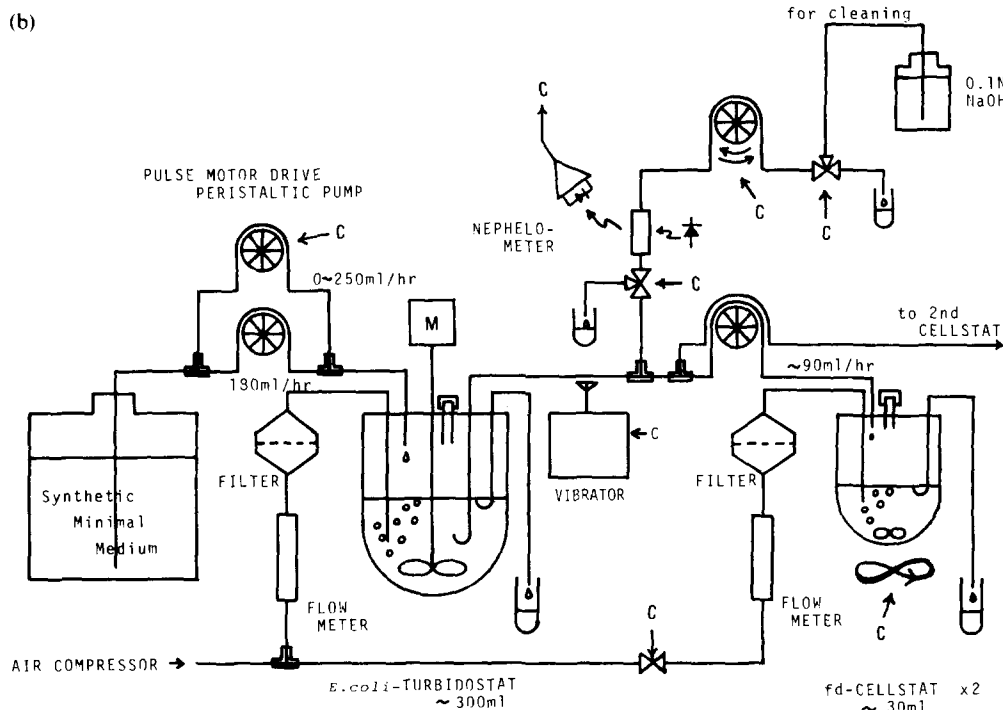 (b)
for cleaning
0.1N
NaOH
C
PULSE MOTOR DRIVE
PERISTALTIC PUMP
C
NEPHELO-
METER
C
C
C
0~250ml/hr
M
to 2nd
CELLSTAT
180ml/hr
~90ml/hr
FILTER
C
VIBRATOR
FILTER
Synthetic
Minimal
Medium
FLOW
METER
FLOW
METER
C
C
AIR COMPRESSOR
E.coli-TURBIDOSTAT
~ 300ml
fd-CELLSTAT x2
~ 30ml